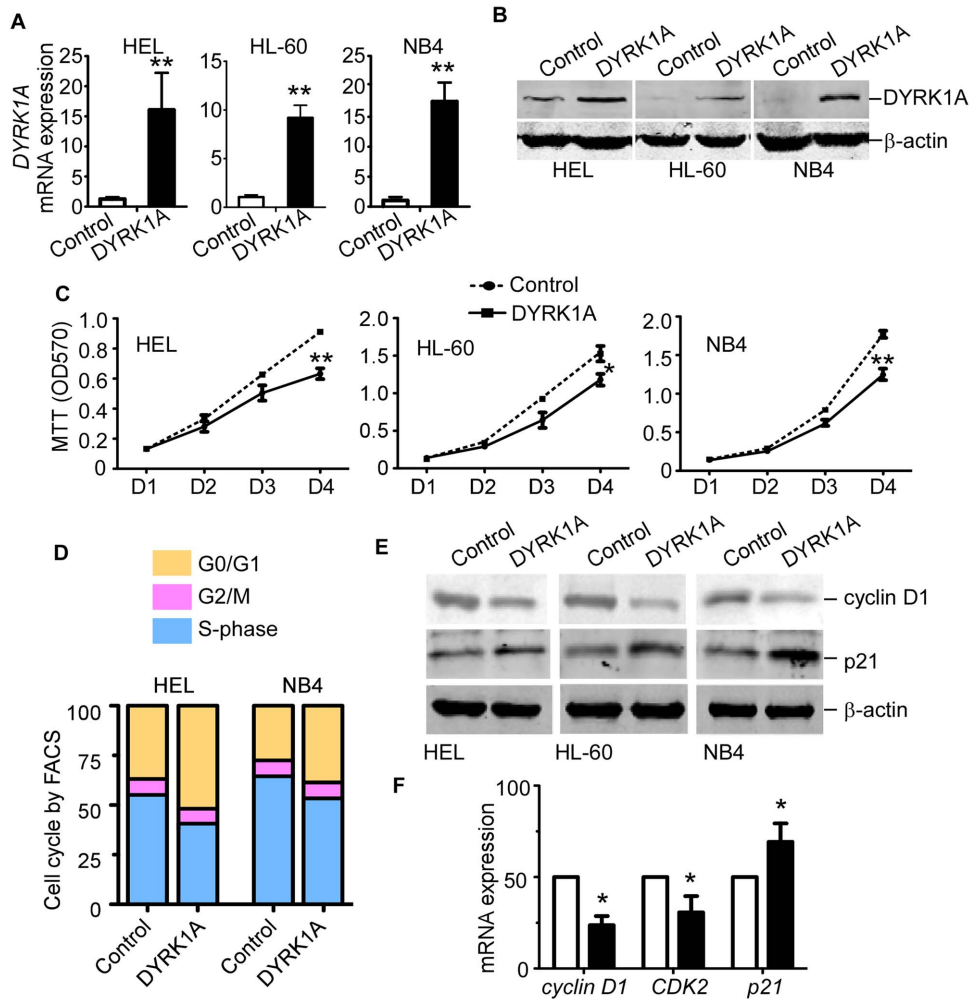 A
DYRK1A
mRNA expression
HEL
HL-60
NB4
25
20
15
10
5
0
**
15
10
5
0
**
25
20
15
10
5
0
**
Control
DYRK1A
Control
DYRK1A
Control
DYRK1A
B
Control
DYRK1A
Control
DYRK1A
Control
DYRK1A
DYRK1A
β-actin
HEL
HL-60
NB4
C
Control
DYRK1A
MTT (OD570)
HEL
1.0
0.8
0.6
0.4
0.2
0
**
D1 D2 D3 D4
HL-60
2.0
1.5
1.0
0.5
0
*
D1 D2 D3 D4
NB4
2.0
1.5
1.0
0.5
0
**
D1 D2 D3 D4
D
G0/G1
G2/M
S-phase
HEL NB4
Cell cycle by FACS
100
75
50
25
0
Control
DYRK1A
Control
DYRK1A
E
Control
DYRK1A
Control
DYRK1A
Control
DYRK1A
cyclin D1
p21
β-actin
HEL
HL-60
NB4
F
mRNA expression
100
50
0
*
*
*
cyclin D1 CDK2 p21